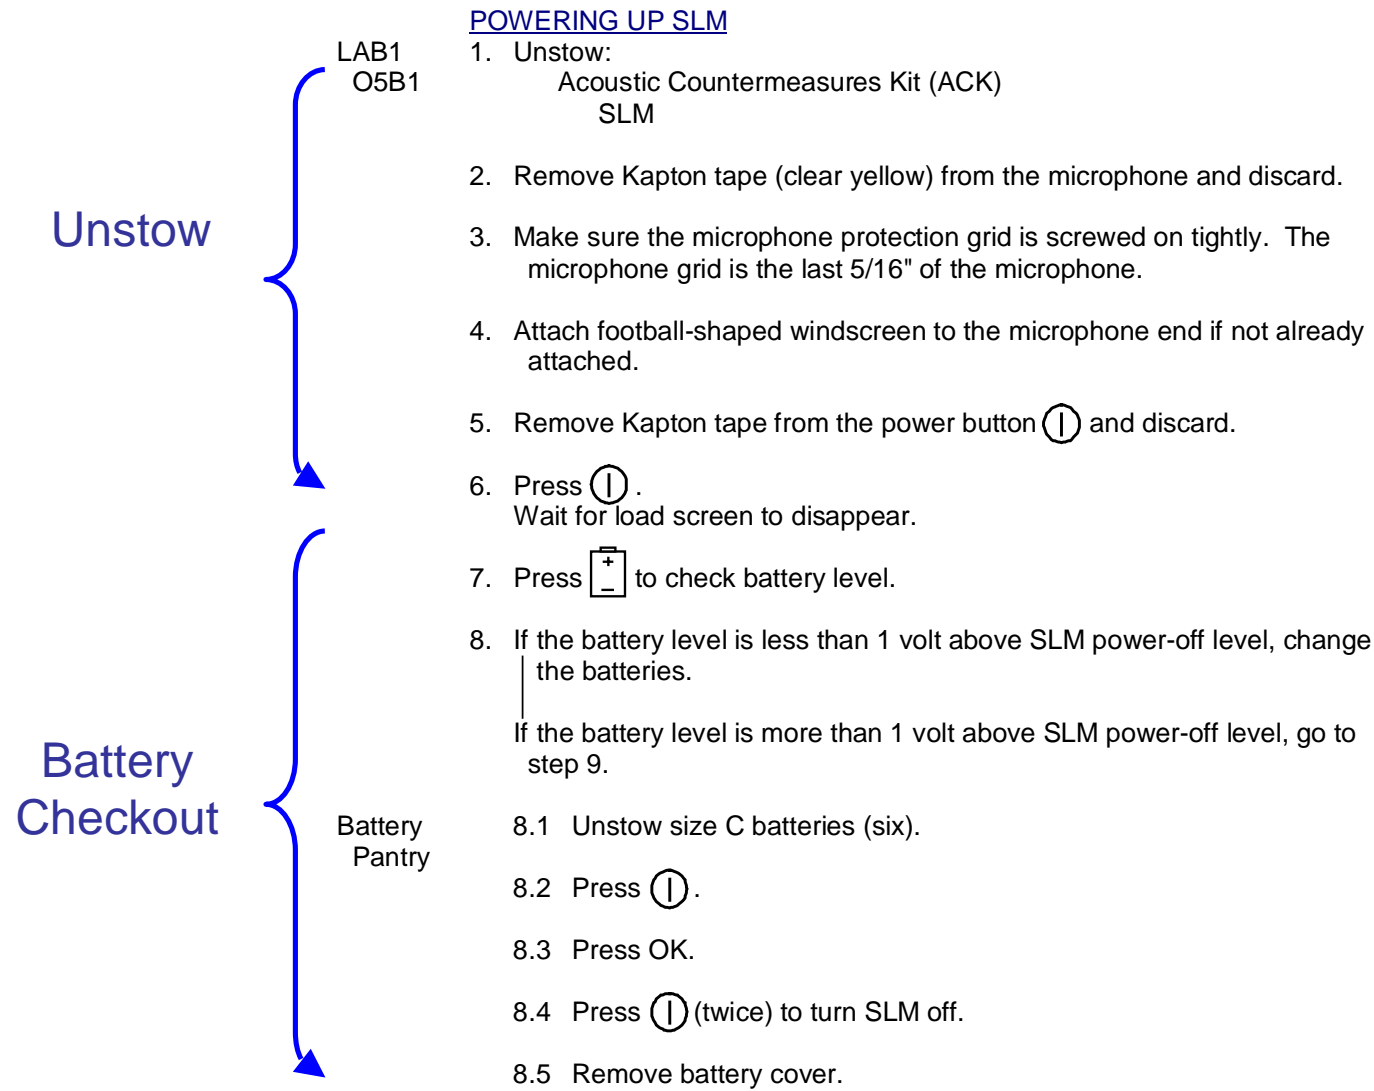 POWERING UP SLM
LAB1 1. Unstow:
O5B1 Acoustic Countermeasures Kit (ACK)
SLM
2. Remove Kapton tape (clear yellow) from the microphone and discard.
Unstow
3. Make sure the microphone protection grid is screwed on tightly. The
microphone grid is the last 5/16" of the microphone.
4. Attach football-shaped windscreen to the microphone end if not already
attached.
5. Remove Kapton tape from the power button and discard.
6. Press .
Wait for load screen to disappear.
7. Press + − to check battery level.
8. If the battery level is less than 1 volt above SLM power-off level, change
the batteries.
If the battery level is more than 1 volt above SLM power-off level, go to
step 9.
Battery
Checkout
Battery 8.1 Unstow size C batteries (six).
Pantry
8.2 Press .
8.3 Press OK.
8.4 Press (twice) to turn SLM off.
8.5 Remove battery cover.